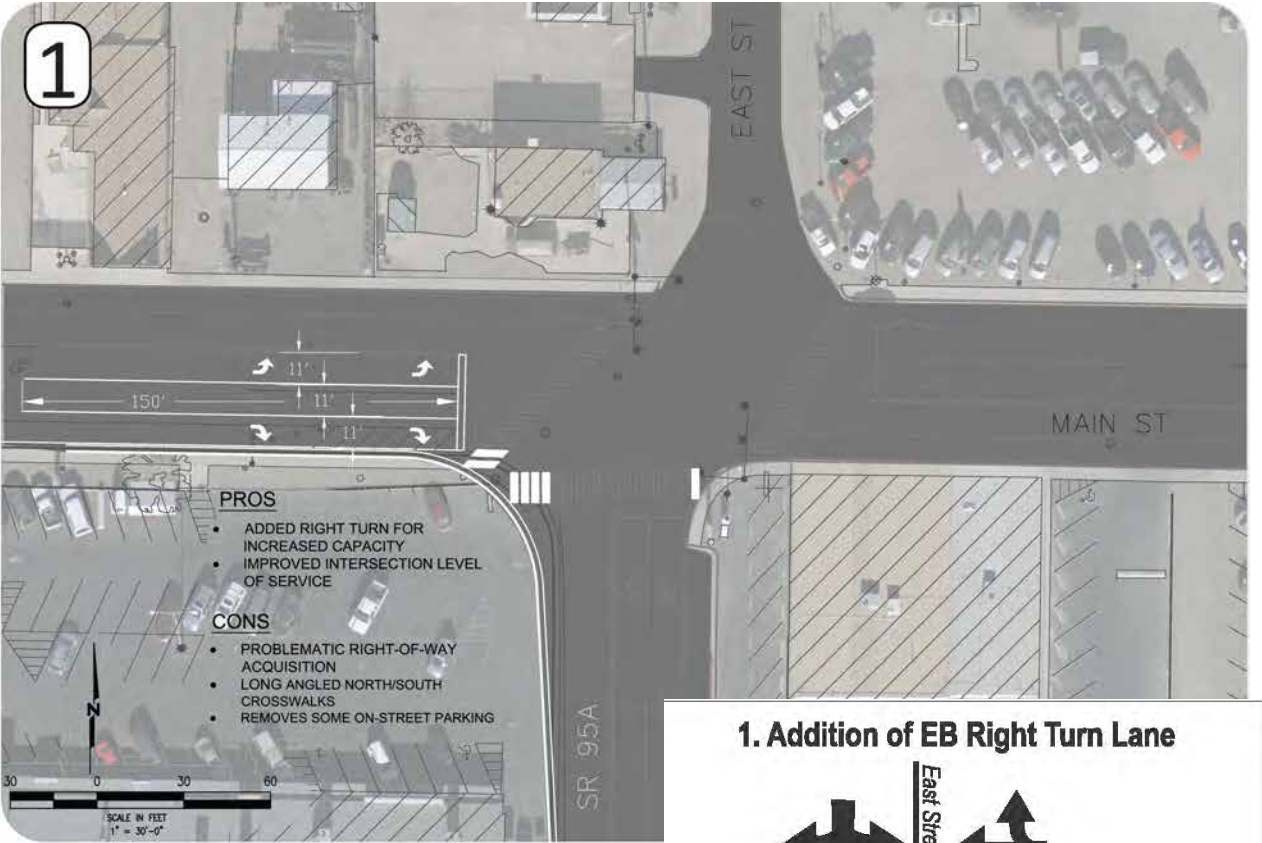 1
EAST ST
11'
150'
11'
11'
MAIN ST
PROS
• ADDED RIGHT TURN FOR
INCREASED CAPACITY
• IMPROVED INTERSECTION LEVEL
OF SERVICE
CONS
• PROBLEMATIC RIGHT-OF-WAY
ACQUISITION
• LONG ANGLED NORTH/SOUTH
CROSSWALKS
• REMOVES SOME ON-STREET PARKING
N
SR 95A
30 0 30 60
SCALE IN FEET
1" = 30'-0"
1. Addition of EB Right Turn Lane
East Stre